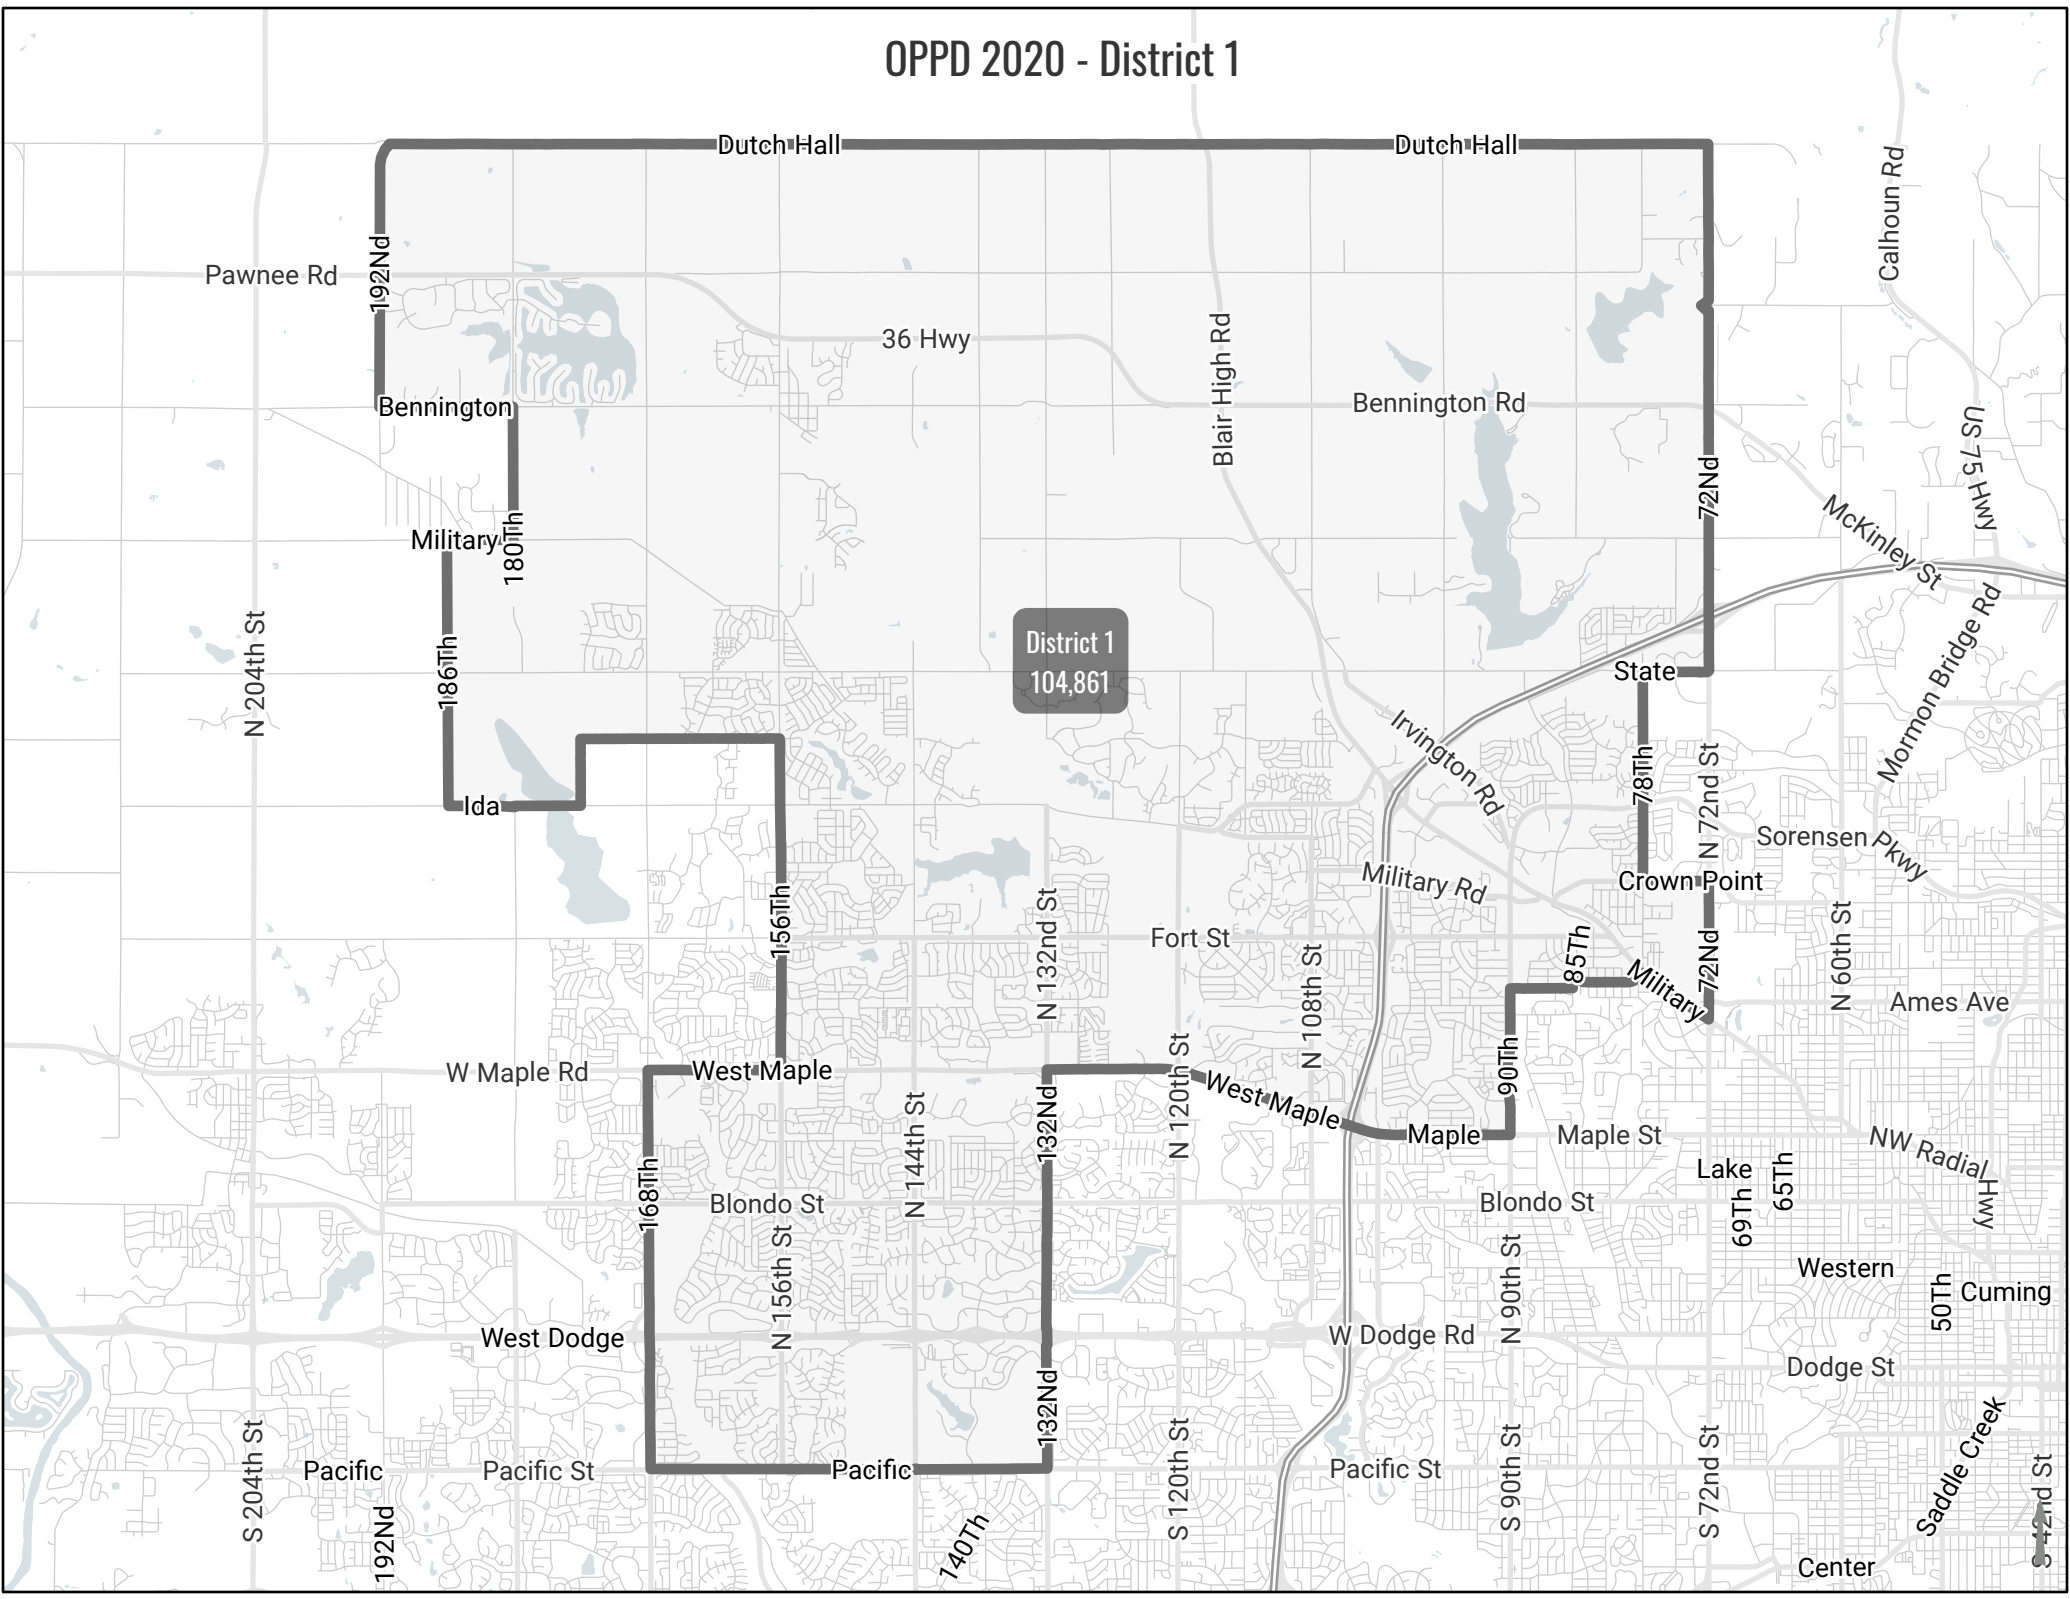 OPPD 2020 - District 1
Dutch Hall
Dutch Hall
Calhoun Rd
192Nd
Pawnee Rd
36 Hwy
Blair High Rd
Bennington Rd
Bennington
US 75 Hwy
72Nd
McKinley St
Military
180Th
Mormon Bridge Rd
N 204th St
186Th
District 1
104,861
State
Irvington Rd
78Th
N 72nd St
Ida
Sorensen Pkwy
Military Rd
Crown Point
156Th
N 132nd St
Fort St
N 108th St
85Th
Military
72Nd
N 60th St
Ames Ave
W Maple Rd
West Maple
N 120th St
West Maple
90Th
Maple
Maple St
NW Radial Hwy
132Nd
N 144th St
168Th
Lake
69Th
65Th
Blondo St
Blondo St
N 156th St
N 90th St
Western
50Th
Cuming
West Dodge
W Dodge Rd
Dodge St
132Nd
S 204th St
Pacific
Pacific St
Pacific
S 120th St
Pacific St
S 90th St
S 72nd St
Saddle Creek
S 42nd St
192Nd
140Th
Center